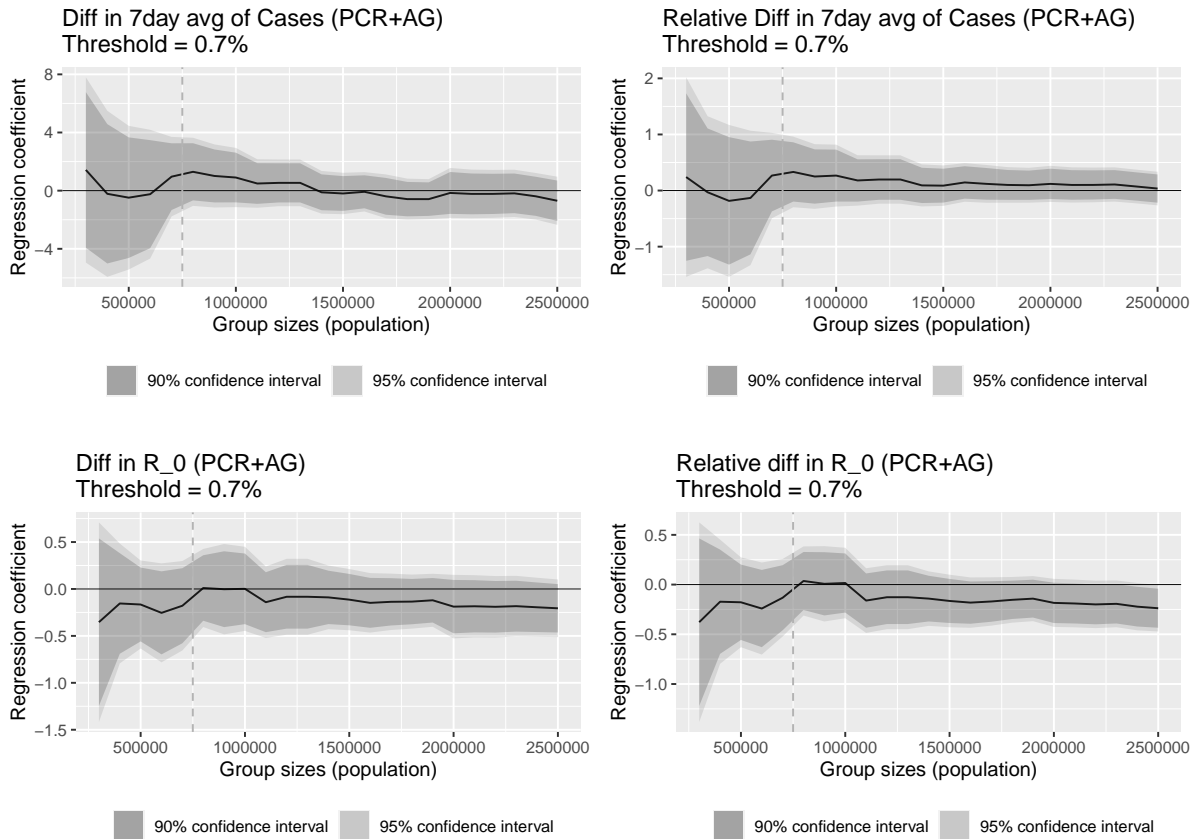 Diff in 7day avg of Cases (PCR+AG)
Threshold = 0.7%
Regression coefficient
8
4
0
−4
500000 1000000 1500000 2000000 2500000
Group sizes (population)
90% confidence interval 95% confidence interval
Relative Diff in 7day avg of Cases (PCR+AG)
Threshold = 0.7%
Regression coefficient
2
1
0
−1
500000 1000000 1500000 2000000 2500000
Group sizes (population)
90% confidence interval 95% confidence interval
Diff in R_0 (PCR+AG)
Threshold = 0.7%
Regression coefficient
0.5
0.0
−0.5
−1.0
−1.5
500000 1000000 1500000 2000000 2500000
Group sizes (population)
90% confidence interval 95% confidence interval
Relative diff in R_0 (PCR+AG)
Threshold = 0.7%
Regression coefficient
0.5
0.0
−0.5
−1.0
500000 1000000 1500000 2000000 2500000
Group sizes (population)
90% confidence interval 95% confidence interval